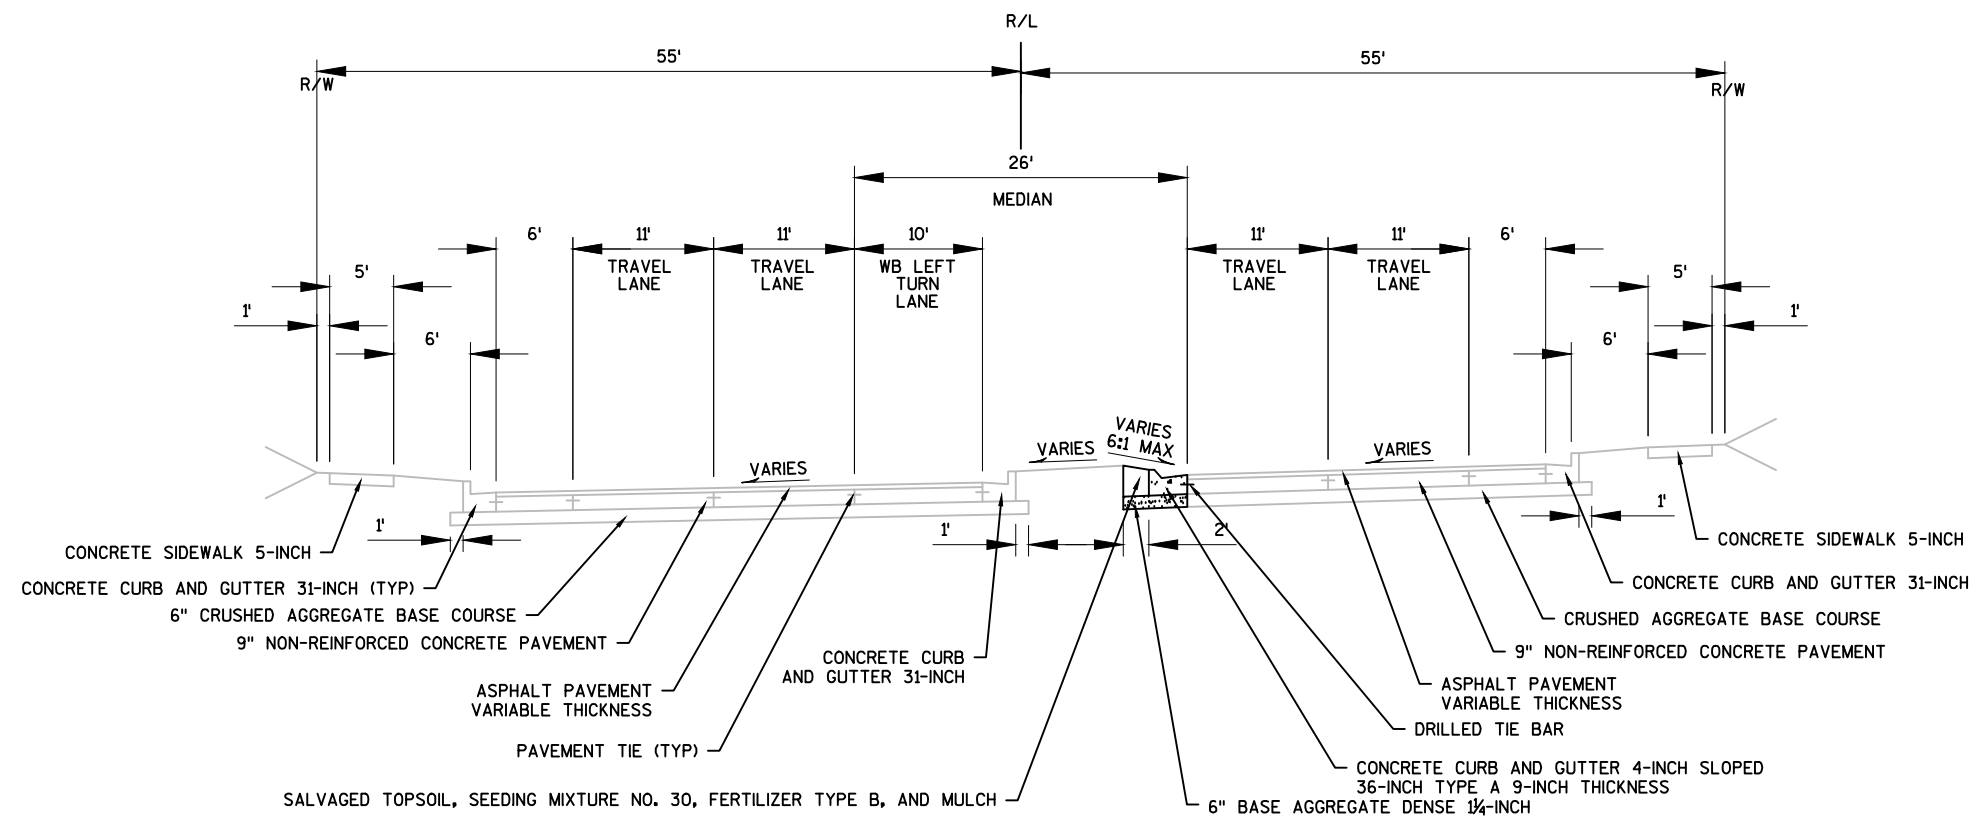 R/L
55'
55'
R/W
R/W
26'
MEDIAN
6'
11'
11'
10'
11'
11'
6'
TRAVEL
LANE
TRAVEL
LANE
WB LEFT
TURN
LANE
TRAVEL
LANE
TRAVEL
LANE
5'
5'
1'
1'
6'
6'
VARIES
VARIES
VARIES
6:1 MAX
VARIES
1'
1'
2'
1'
CONCRETE SIDEWALK 5-INCH
CONCRETE CURB AND GUTTER 31-INCH (TYP)
6" CRUSHED AGGREGATE BASE COURSE
9" NON-REINFORCED CONCRETE PAVEMENT
ASPHALT PAVEMENT
VARIABLE THICKNESS
PAVEMENT TIE (TYP)
SALVAGED TOPSOIL, SEEDING MIXTURE NO. 30, FERTILIZER TYPE B, AND MULCH
CONCRETE CURB
AND GUTTER 31-INCH
CONCRETE SIDEWALK 5-INCH
CONCRETE CURB AND GUTTER 31-INCH
CRUSHED AGGREGATE BASE COURSE
9" NON-REINFORCED CONCRETE PAVEMENT
ASPHALT PAVEMENT
VARIABLE THICKNESS
DRILLED TIE BAR
CONCRETE CURB AND GUTTER 4-INCH SLOPED
36-INCH TYPE A 9-INCH THICKNESS
6" BASE AGGREGATE DENSE 1¼-INCH